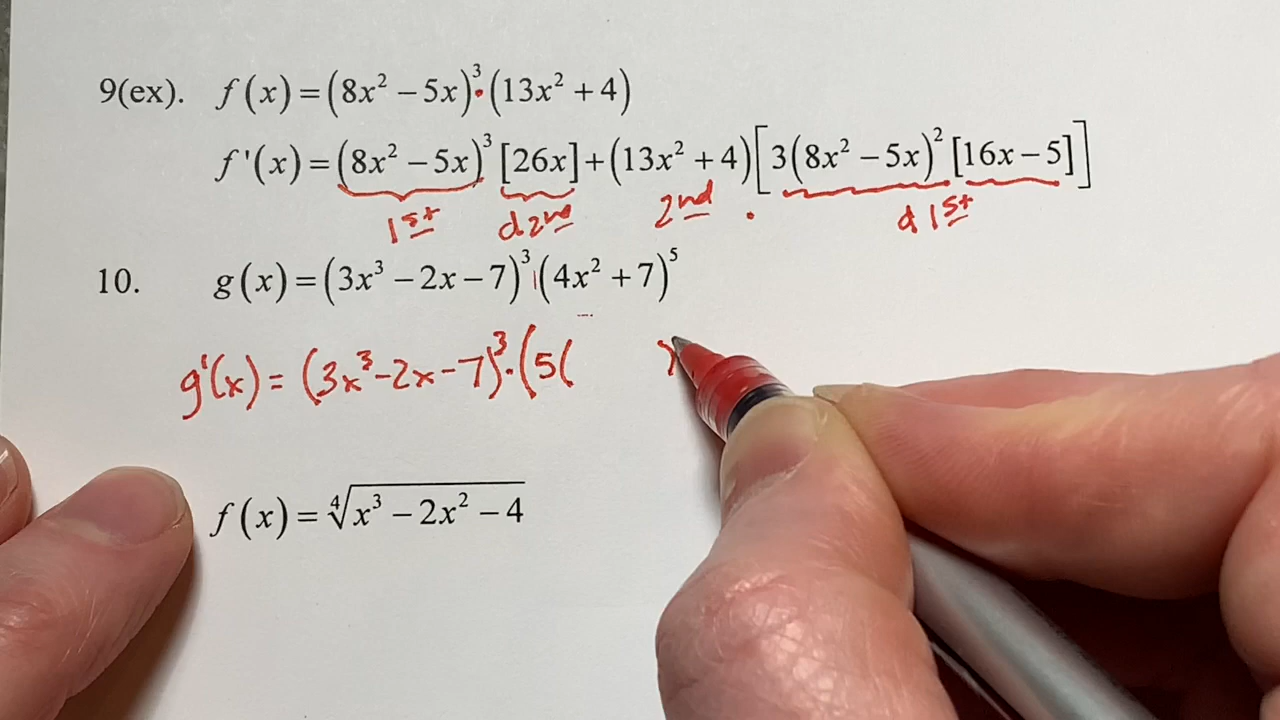 9(ex). f(x) = (8x² − 5x)³ • (13x² + 4)
f'(x) = (8x² − 5x)³ [26x] + (13x² + 4)[3(8x² − 5x)² [16x − 5]]
1st d2nd 2nd • d1st
10. g(x) = (3x³ − 2x − 7)³ (4x² + 7)⁵
g'(x) = (3x³ − 2x − 7)³ · (5( )
f(x) = ∜(x³ − 2x² − 4)